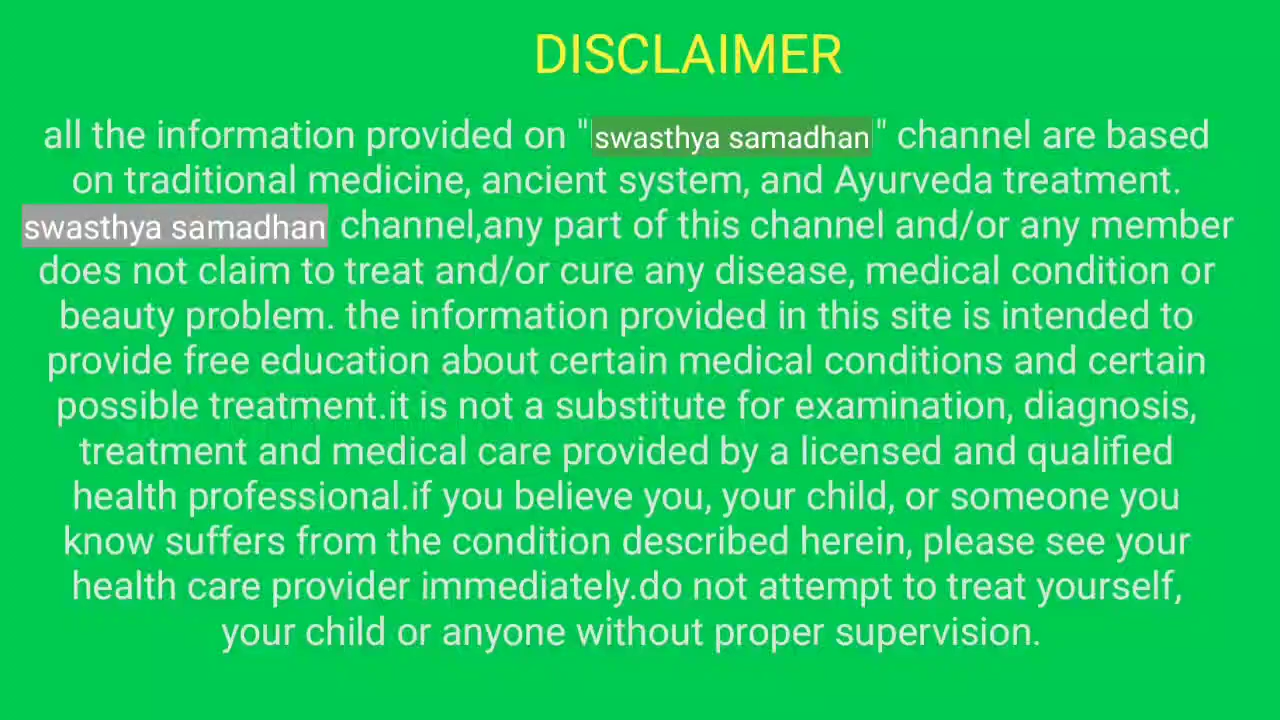 DISCLAIMER
all the information provided on "swasthya samadhan" channel are based
on traditional medicine, ancient system, and Ayurveda treatment.
swasthya samadhan channel,any part of this channel and/or any member
does not claim to treat and/or cure any disease, medical condition or
beauty problem. the information provided in this site is intended to
provide free education about certain medical conditions and certain
possible treatment.it is not a substitute for examination, diagnosis,
treatment and medical care provided by a licensed and qualified
health professional.if you believe you, your child, or someone you
know suffers from the condition described herein, please see your
health care provider immediately.do not attempt to treat yourself,
your child or anyone without proper supervision.